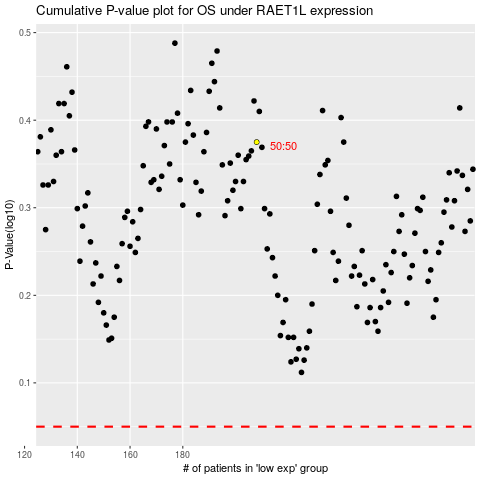 Cumulative P-value plot for OS under RAET1L expression
P-Value(log10)
0.5
0.4
0.3
0.2
0.1
50:50
120 140 160 180
# of patients in 'low exp' group